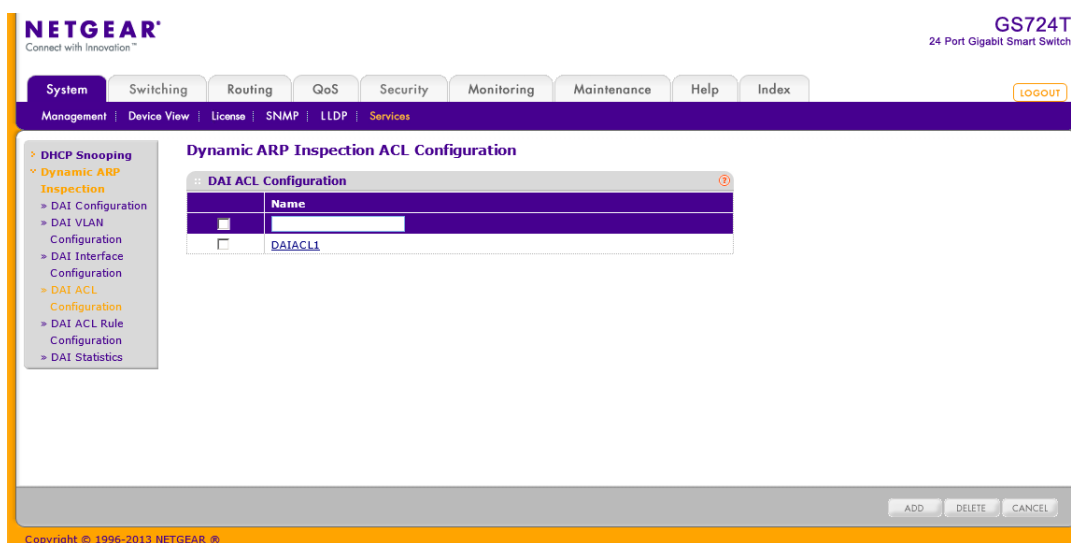 NETGEAR®
Connect with Innovation™
GS724T
24 Port Gigabit Smart Switch
System Switching Routing QoS Security Monitoring Maintenance Help Index
LOGOUT
Management Device View License SNMP LLDP Services
DHCP Snooping
Dynamic ARP
Inspection
» DAI Configuration
» DAI VLAN
Configuration
» DAI Interface
Configuration
» DAI ACL
Configuration
» DAI ACL Rule
Configuration
» DAI Statistics
Dynamic ARP Inspection ACL Configuration
DAI ACL Configuration
?
Name
DAIACL1
ADD DELETE CANCEL
Copyright © 1996-2013 NETGEAR ®